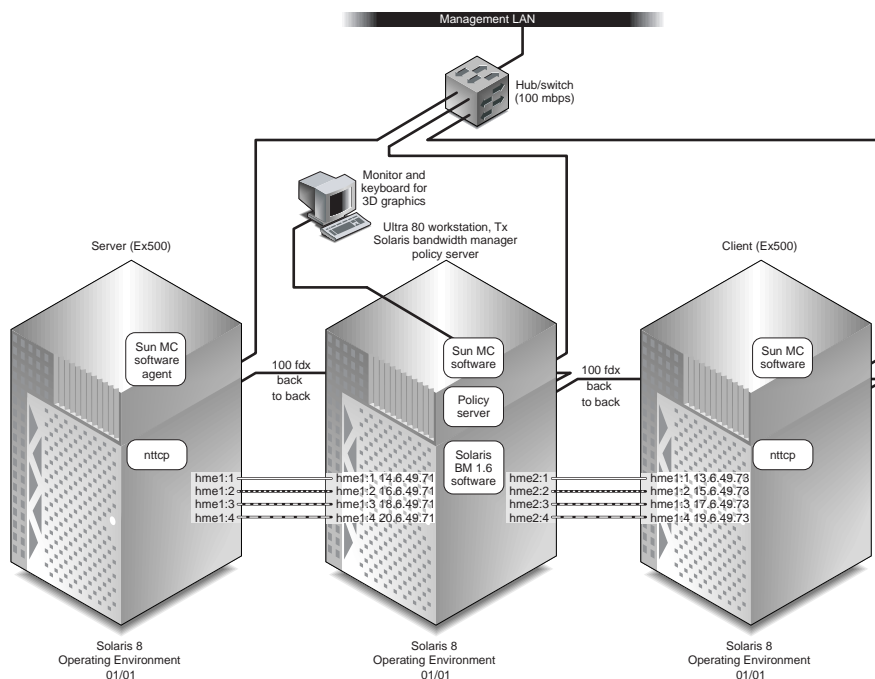 Management LAN
Hub/switch
(100 mbps)
Monitor and
keyboard for
3D graphics
Ultra 80 workstation, Tx
Solaris bandwidth manager
policy server
Server (Ex500)
Client (Ex500)
Sun MC
software
agent
nttcp
100 fdx
back
to back
Sun MC
software
Policy
server
Solaris
BM 1.6
software
100 fdx
back
to back
Sun MC
software
nttcp
hme1:1
hme1:2
hme1:3
hme1:4
hme1:1 14.6.49.71
hme1:2 16.6.49.71
hme1:3 18.6.49.71
hme1:4 20.6.49.71
hme2:1
hme2:2
hme2:3
hme2:4
hme1:1 13.6.49.73
hme1:2 15.6.49.73
hme1:3 17.6.49.73
hme1:4 19.6.49.73
Solaris 8
Operating Environment
01/01
Solaris 8
Operating Environment
01/01
Solaris 8
Operating Environment
01/01